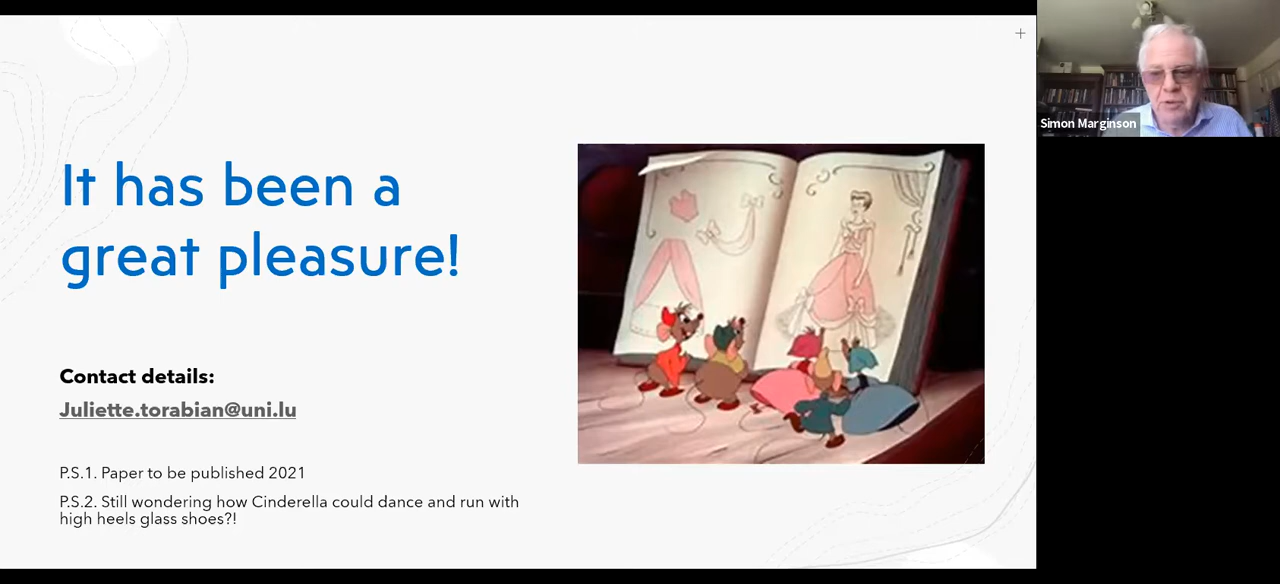 It has been a
great pleasure!
Contact details:
Juliette.torabian@uni.lu
P.S.1. Paper to be published 2021
P.S.2. Still wondering how Cinderella could dance and run with
high heels glass shoes?!
Simon Marginson